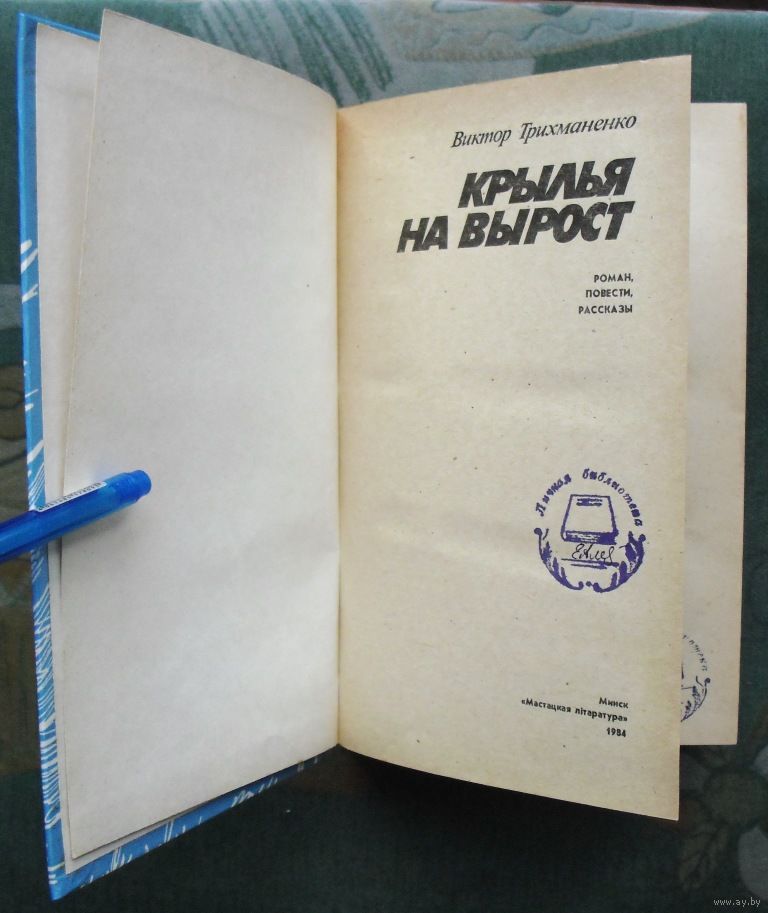 Виктор Трихманенко
КРЫЛЬЯ
НА ВЫРОСТ
РОМАН,
ПОВЕСТИ,
РАССКАЗЫ
Личная библиотека
Минск
«Мастацкая літаратура»
1984
www.ay.by